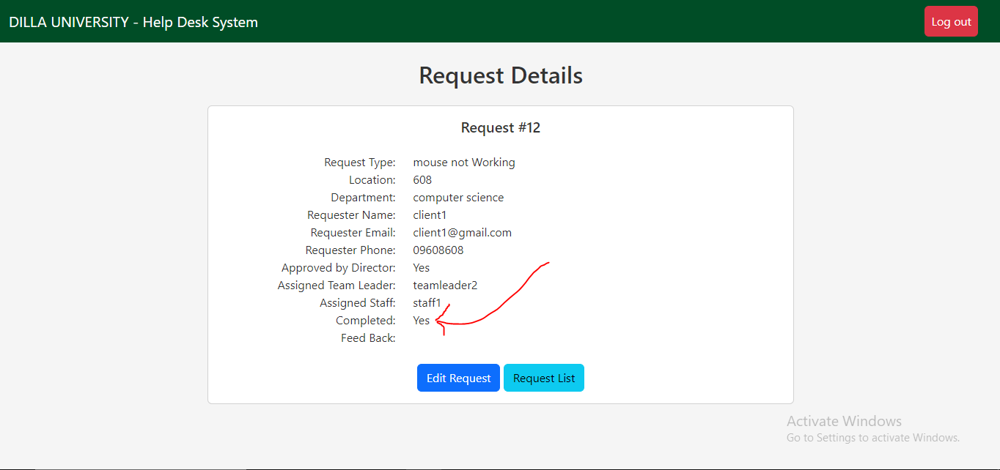 DILLA UNIVERSITY - Help Desk System
Log out
Request Details
Request #12
Request Type: mouse not Working
Location: 608
Department: computer science
Requester Name: client1
Requester Email: client1@gmail.com
Requester Phone: 09608608
Approved by Director: Yes
Assigned Team Leader: teamleader2
Assigned Staff: staff1
Completed: Yes
Feed Back:
Edit Request Request List
Activate Windows
Go to Settings to activate Windows.